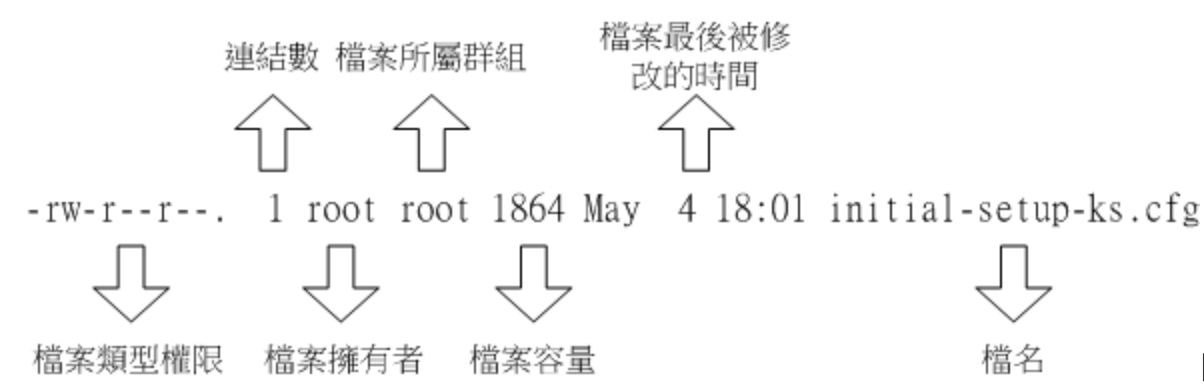 連結數 檔案所屬群組
檔案最後被修
改的時間
-rw-r--r--. 1 root root 1864 May 4 18:01 initial-setup-ks.cfg
檔案類型權限 檔案擁有者 檔案容量 檔名